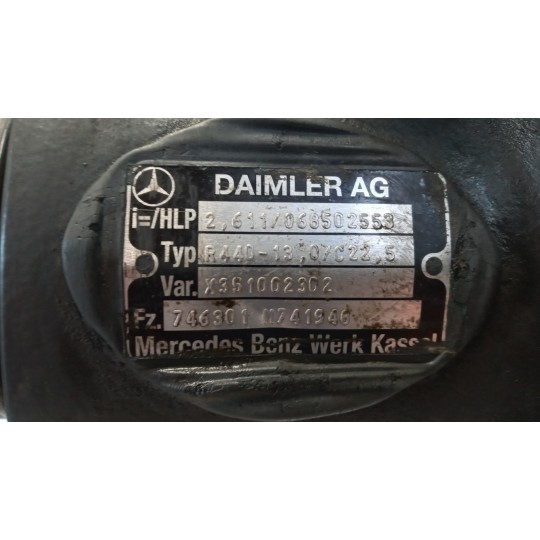 DAIMLER AG
i=/HLP 2,611/068502553
Typ. R440-13,0/C22,5
Var. X361002302
Fz. 746301 M741946
Mercedes Benz Werk Kassel